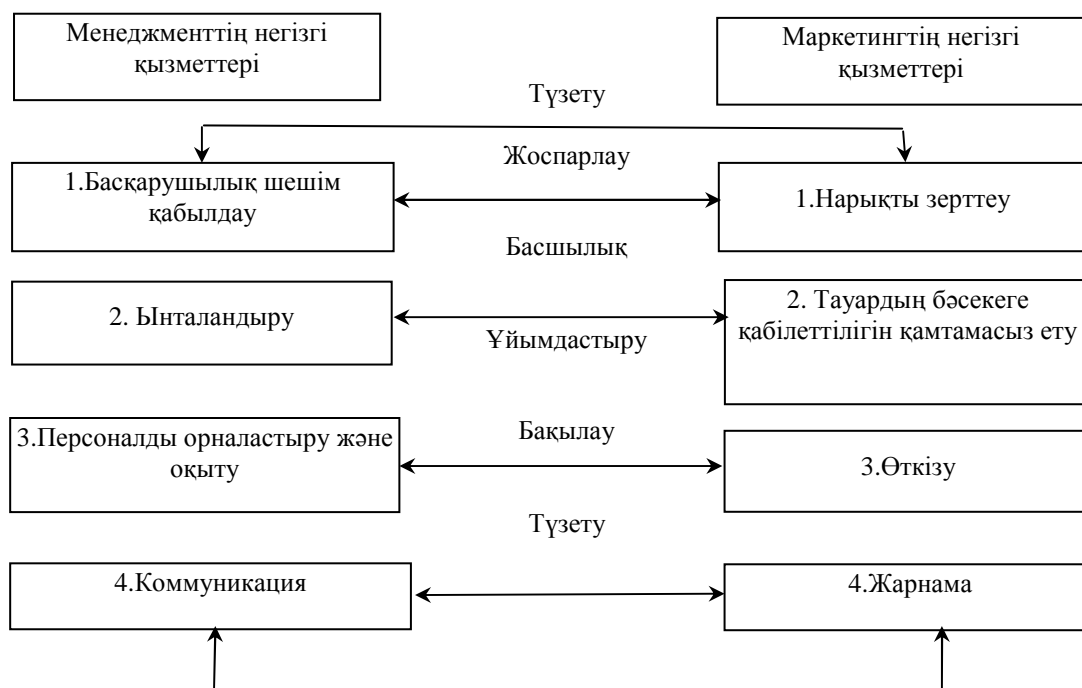 Менеджменттің негізгі
қызметтері
Маркетингтің негізгі
қызметтері
Түзету
Жоспарлау
1.Басқарушылық шешім
қабылдау
1.Нарықты зерттеу
Басшылық
2. Ынталандыру
2. Тауардың бәсекеге
қабілеттілігін қамтамасыз ету
Ұйымдастыру
3.Персоналды орналастыру және
оқыту
Бақылау
3.Өткізу
Түзету
4.Коммуникация
4.Жарнама